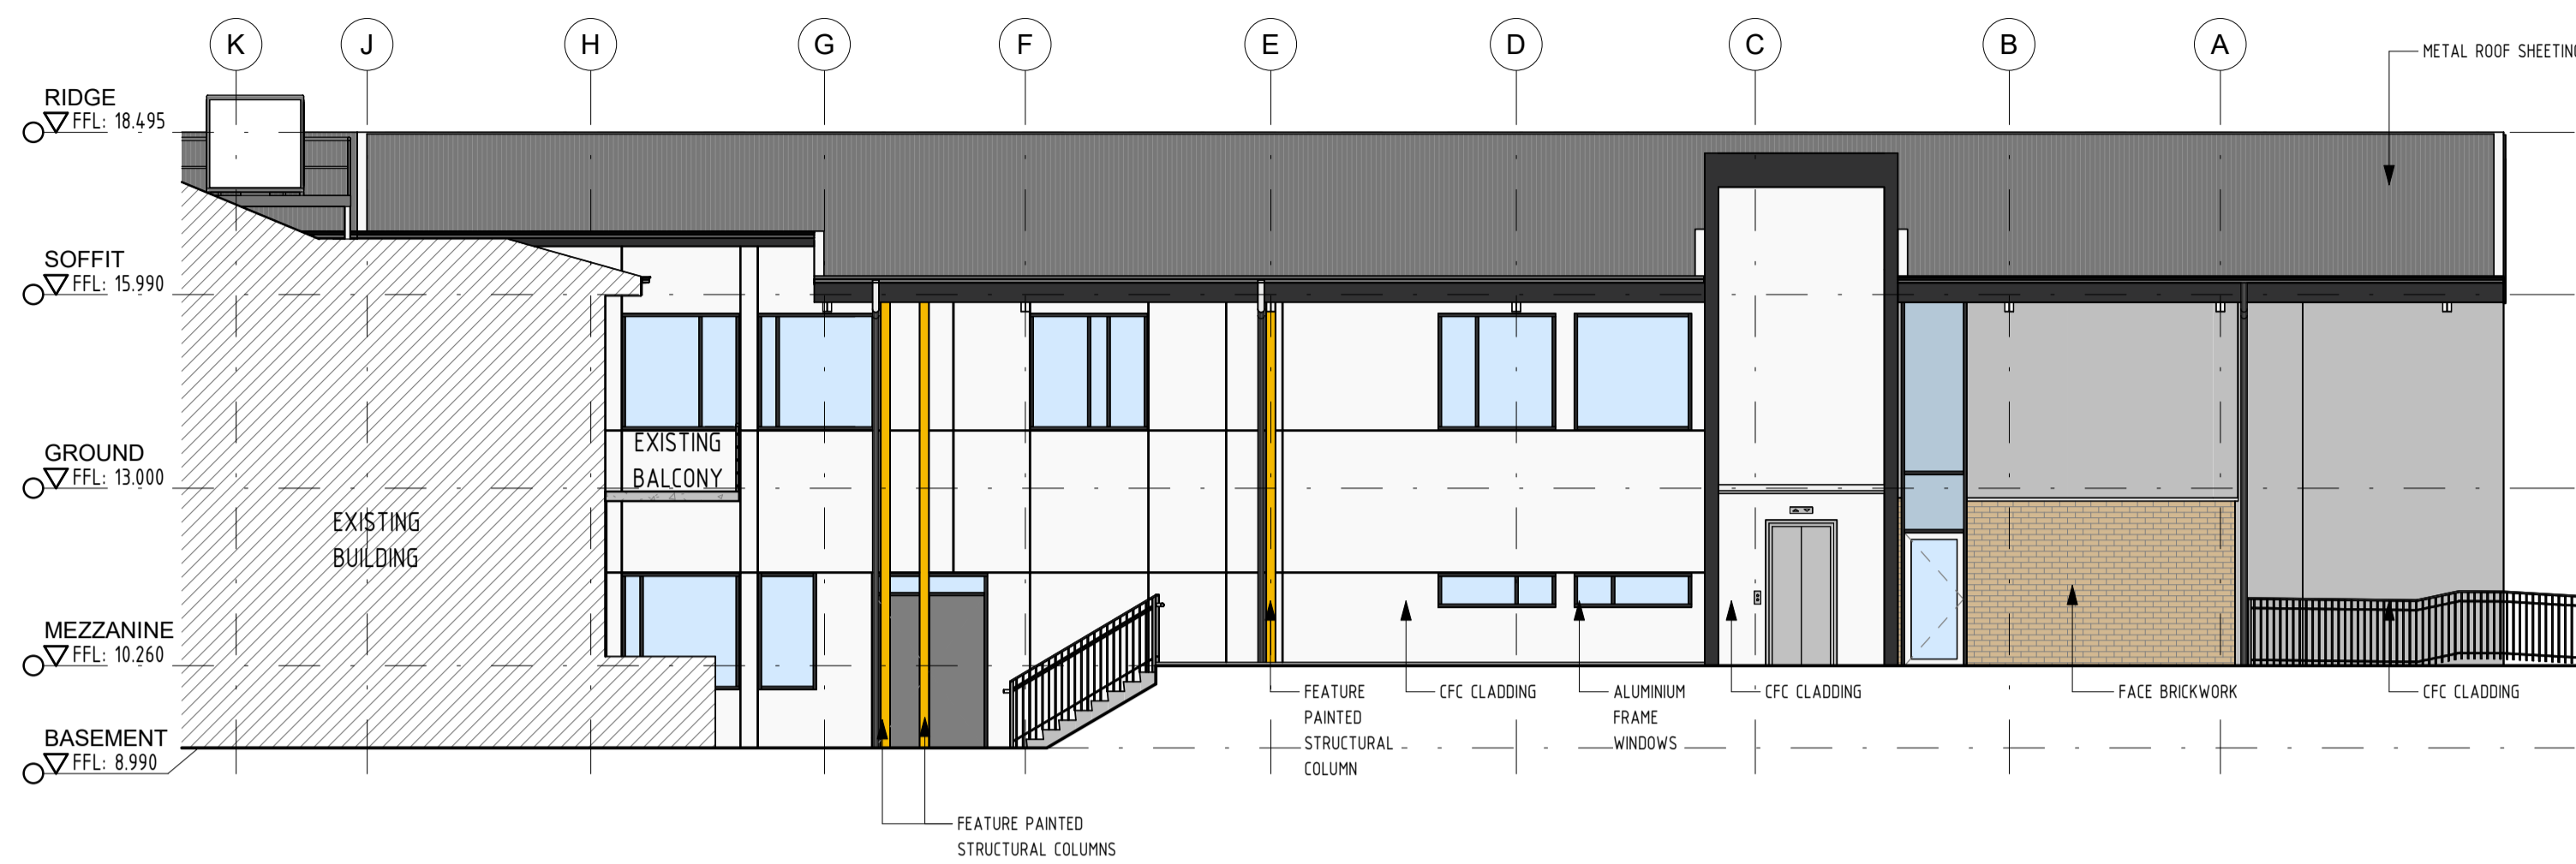 K J H G F E D C B A
METAL ROOF SHEETING
RIDGE
FFL: 18.495
SOFFIT
FFL: 15.990
GROUND
FFL: 13.000
EXISTING
BALCONY
EXISTING
BUILDING
MEZZANINE
FFL: 10.260
BASEMENT
FFL: 8.990
FEATURE
PAINTED
STRUCTURAL
COLUMN
CFC CLADDING
ALUMINIUM
FRAME
WINDOWS
CFC CLADDING
FACE BRICKWORK
CFC CLADDING
FEATURE PAINTED
STRUCTURAL COLUMNS